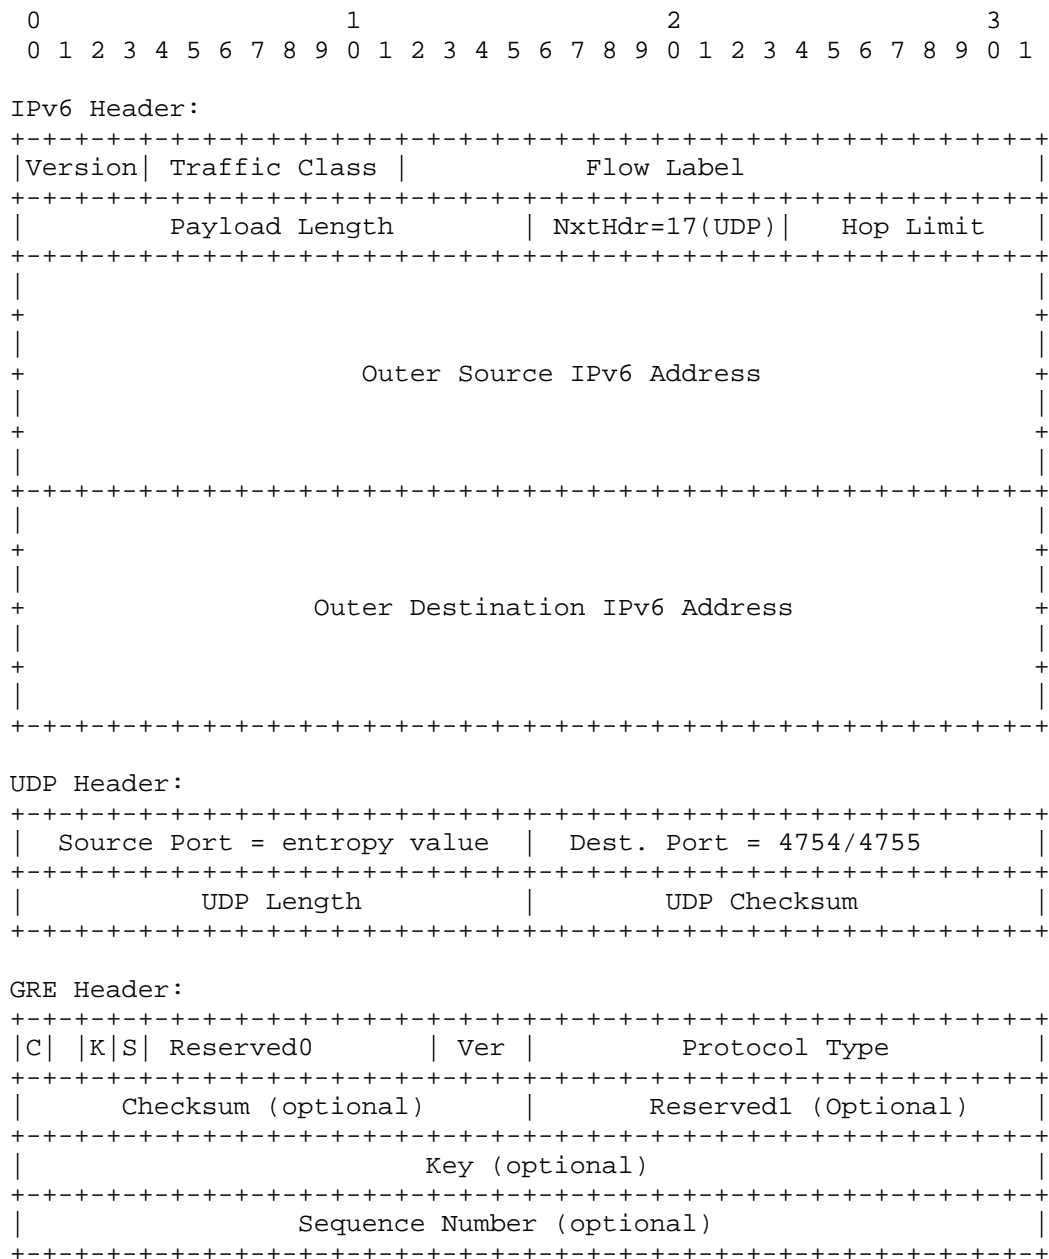 0                   1                   2                   3
 0 1 2 3 4 5 6 7 8 9 0 1 2 3 4 5 6 7 8 9 0 1 2 3 4 5 6 7 8 9 0 1
IPv6 Header:
+-+-+-+-+-+-+-+-+-+-+-+-+-+-+-+-+-+-+-+-+-+-+-+-+-+-+-+-+-+-+-+-+
|Version| Traffic Class |           Flow Label                  |
+-+-+-+-+-+-+-+-+-+-+-+-+-+-+-+-+-+-+-+-+-+-+-+-+-+-+-+-+-+-+-+-+
|         Payload Length        | NxtHdr=17(UDP)|   Hop Limit   |
+-+-+-+-+-+-+-+-+-+-+-+-+-+-+-+-+-+-+-+-+-+-+-+-+-+-+-+-+-+-+-+-+
|                                                               |
+                                                               +
|                                                               |
+                     Outer Source IPv6 Address                 +
|                                                               |
+                                                               +
|                                                               |
+-+-+-+-+-+-+-+-+-+-+-+-+-+-+-+-+-+-+-+-+-+-+-+-+-+-+-+-+-+-+-+-+
|                                                               |
+                                                               +
|                                                               |
+                  Outer Destination IPv6 Address               +
|                                                               |
+                                                               +
|                                                               |
+-+-+-+-+-+-+-+-+-+-+-+-+-+-+-+-+-+-+-+-+-+-+-+-+-+-+-+-+-+-+-+-+
UDP Header:
+-+-+-+-+-+-+-+-+-+-+-+-+-+-+-+-+-+-+-+-+-+-+-+-+-+-+-+-+-+-+-+-+
|  Source Port = entropy value  |  Dest. Port = 4754/4755       |
+-+-+-+-+-+-+-+-+-+-+-+-+-+-+-+-+-+-+-+-+-+-+-+-+-+-+-+-+-+-+-+-+
|           UDP Length          |        UDP Checksum           |
+-+-+-+-+-+-+-+-+-+-+-+-+-+-+-+-+-+-+-+-+-+-+-+-+-+-+-+-+-+-+-+-+
GRE Header:
+-+-+-+-+-+-+-+-+-+-+-+-+-+-+-+-+-+-+-+-+-+-+-+-+-+-+-+-+-+-+-+-+
|C| |K|S| Reserved0       | Ver |         Protocol Type         |
+-+-+-+-+-+-+-+-+-+-+-+-+-+-+-+-+-+-+-+-+-+-+-+-+-+-+-+-+-+-+-+-+
|      Checksum (optional)      |       Reserved1 (Optional)    |
+-+-+-+-+-+-+-+-+-+-+-+-+-+-+-+-+-+-+-+-+-+-+-+-+-+-+-+-+-+-+-+-+
|                         Key (optional)                        |
+-+-+-+-+-+-+-+-+-+-+-+-+-+-+-+-+-+-+-+-+-+-+-+-+-+-+-+-+-+-+-+-+
|                 Sequence Number (optional)                    |
+-+-+-+-+-+-+-+-+-+-+-+-+-+-+-+-+-+-+-+-+-+-+-+-+-+-+-+-+-+-+-+-+